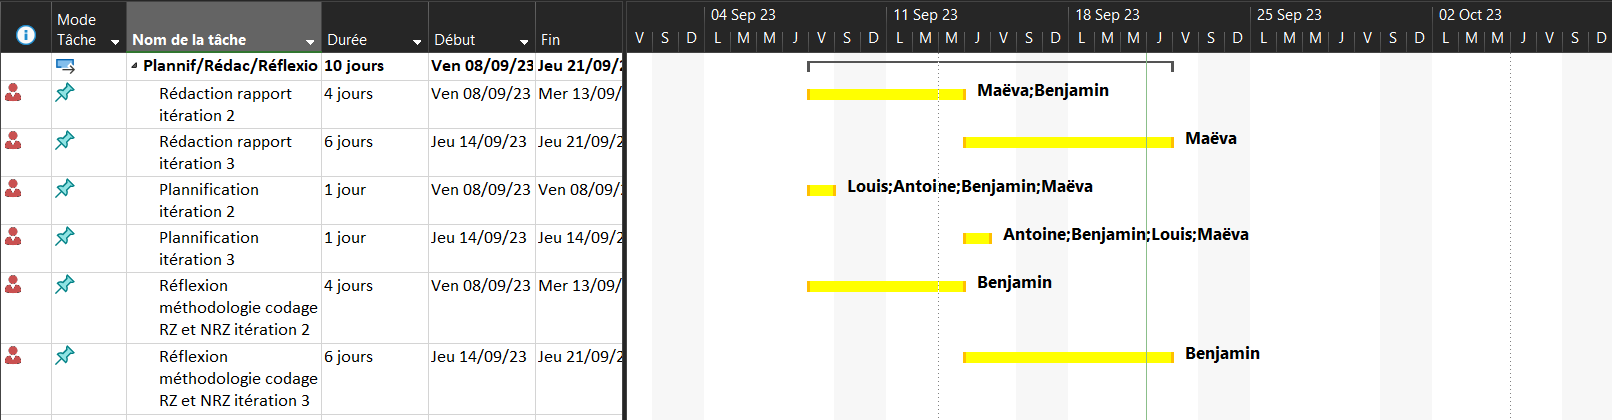 Mode
Tâche
Nom de la tâche
Durée
Début
Fin
04 Sep 23
11 Sep 23
18 Sep 23
25 Sep 23
02 Oct 23
V S D L M M J V S D L M M J V S D L M M J V S D L M M J V S D L M M J V S D
Plannif/Rédac/Réflexio
10 jours
Ven 08/09/23
Jeu 21/09/2
Rédaction rapport
itération 2
4 jours
Ven 08/09/23
Mer 13/09/
Maëva;Benjamin
Rédaction rapport
itération 3
6 jours
Jeu 14/09/23
Jeu 21/09/2
Maëva
Plannification
itération 2
1 jour
Ven 08/09/23
Ven 08/09/
Louis;Antoine;Benjamin;Maëva
Plannification
itération 3
1 jour
Jeu 14/09/23
Jeu 14/09/2
Antoine;Benjamin;Louis;Maëva
Réflexion
méthodologie codage
RZ et NRZ itération 2
4 jours
Ven 08/09/23
Mer 13/09/
Benjamin
Réflexion
méthodologie codage
RZ et NRZ itération 3
6 jours
Jeu 14/09/23
Jeu 21/09/2
Benjamin